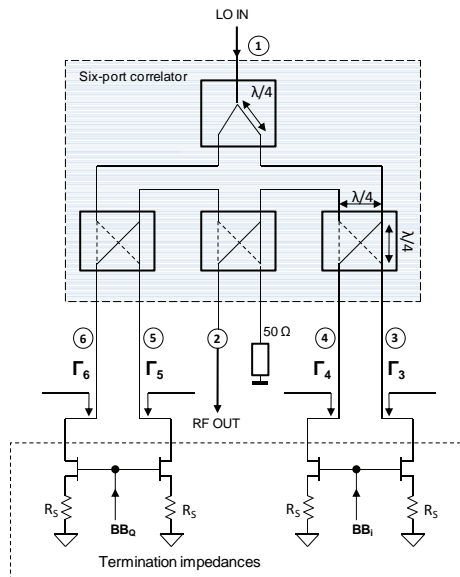 LO IN
1
Six-port correlator
λ/4
λ/4
λ/4
6
5
2
50 Ω
4
3
Γ6
Γ5
Γ4
Γ3
RF OUT
RS
RS
RS
RS
BBQ
BBi
Termination impedances